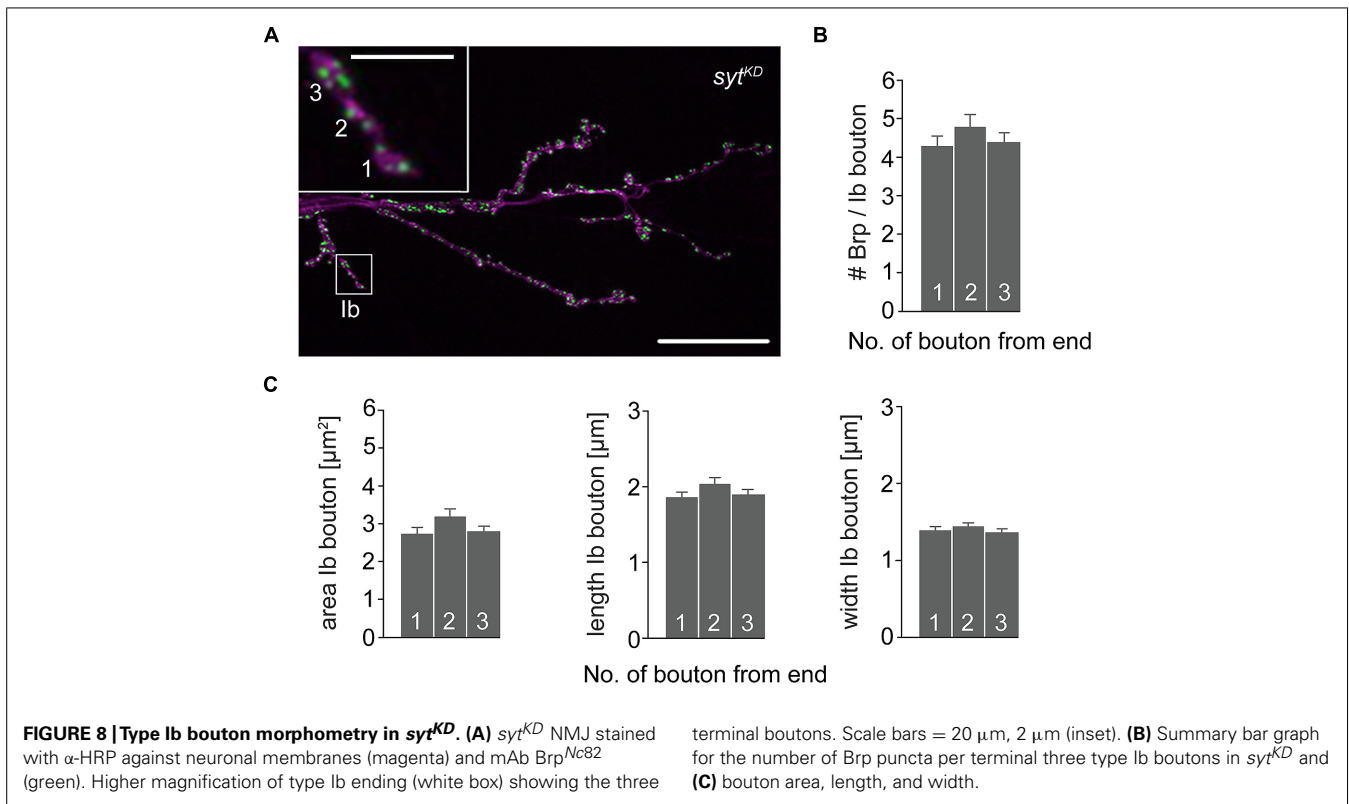 A
3
2
1
syt^KD
Ib
B
# Brp / Ib bouton
6
5
4
3
2
1
0
1 2 3
No. of bouton from end
C
area Ib bouton [µm²]
6
5
4
3
2
1
0
1 2 3
length Ib bouton [µm]
3
2
1
0
1 2 3
width Ib bouton [µm]
3
2
1
0
1 2 3
No. of bouton from end
FIGURE 8 | Type Ib bouton morphometry in syt^KD. (A) syt^KD NMJ stained
with α-HRP against neuronal membranes (magenta) and mAb Brp^Nc82
(green). Higher magnification of type Ib ending (white box) showing the three
terminal boutons. Scale bars = 20 μm, 2 μm (inset). (B) Summary bar graph
for the number of Brp puncta per terminal three type Ib boutons in syt^KD and
(C) bouton area, length, and width.